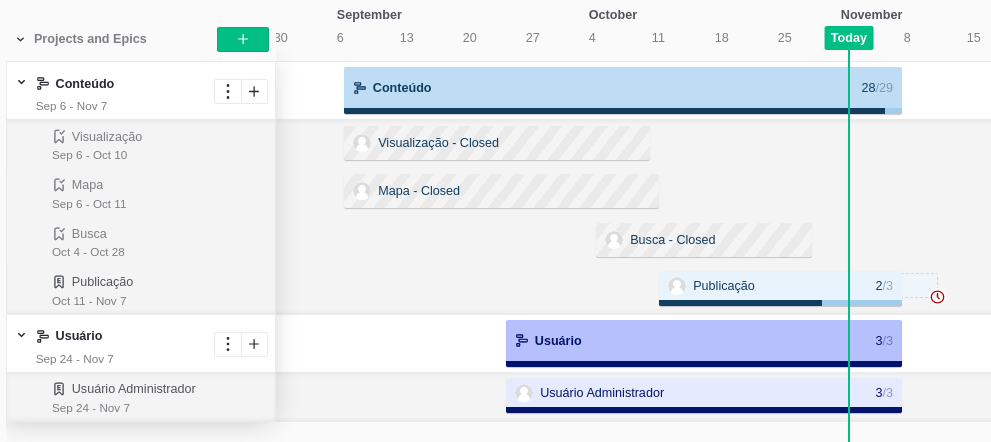 September October November
Projects and Epics + 30 6 13 20 27 4 11 18 25 Today 8 15
Conteúdo
Sep 6 - Nov 7
Conteúdo 28/29
Visualização
Sep 6 - Oct 10
Visualização - Closed
Mapa
Sep 6 - Oct 11
Mapa - Closed
Busca
Oct 4 - Oct 28
Busca - Closed
Publicação
Oct 11 - Nov 7
Publicação 2/3
Usuário
Sep 24 - Nov 7
Usuário 3/3
Usuário Administrador
Sep 24 - Nov 7
Usuário Administrador 3/3